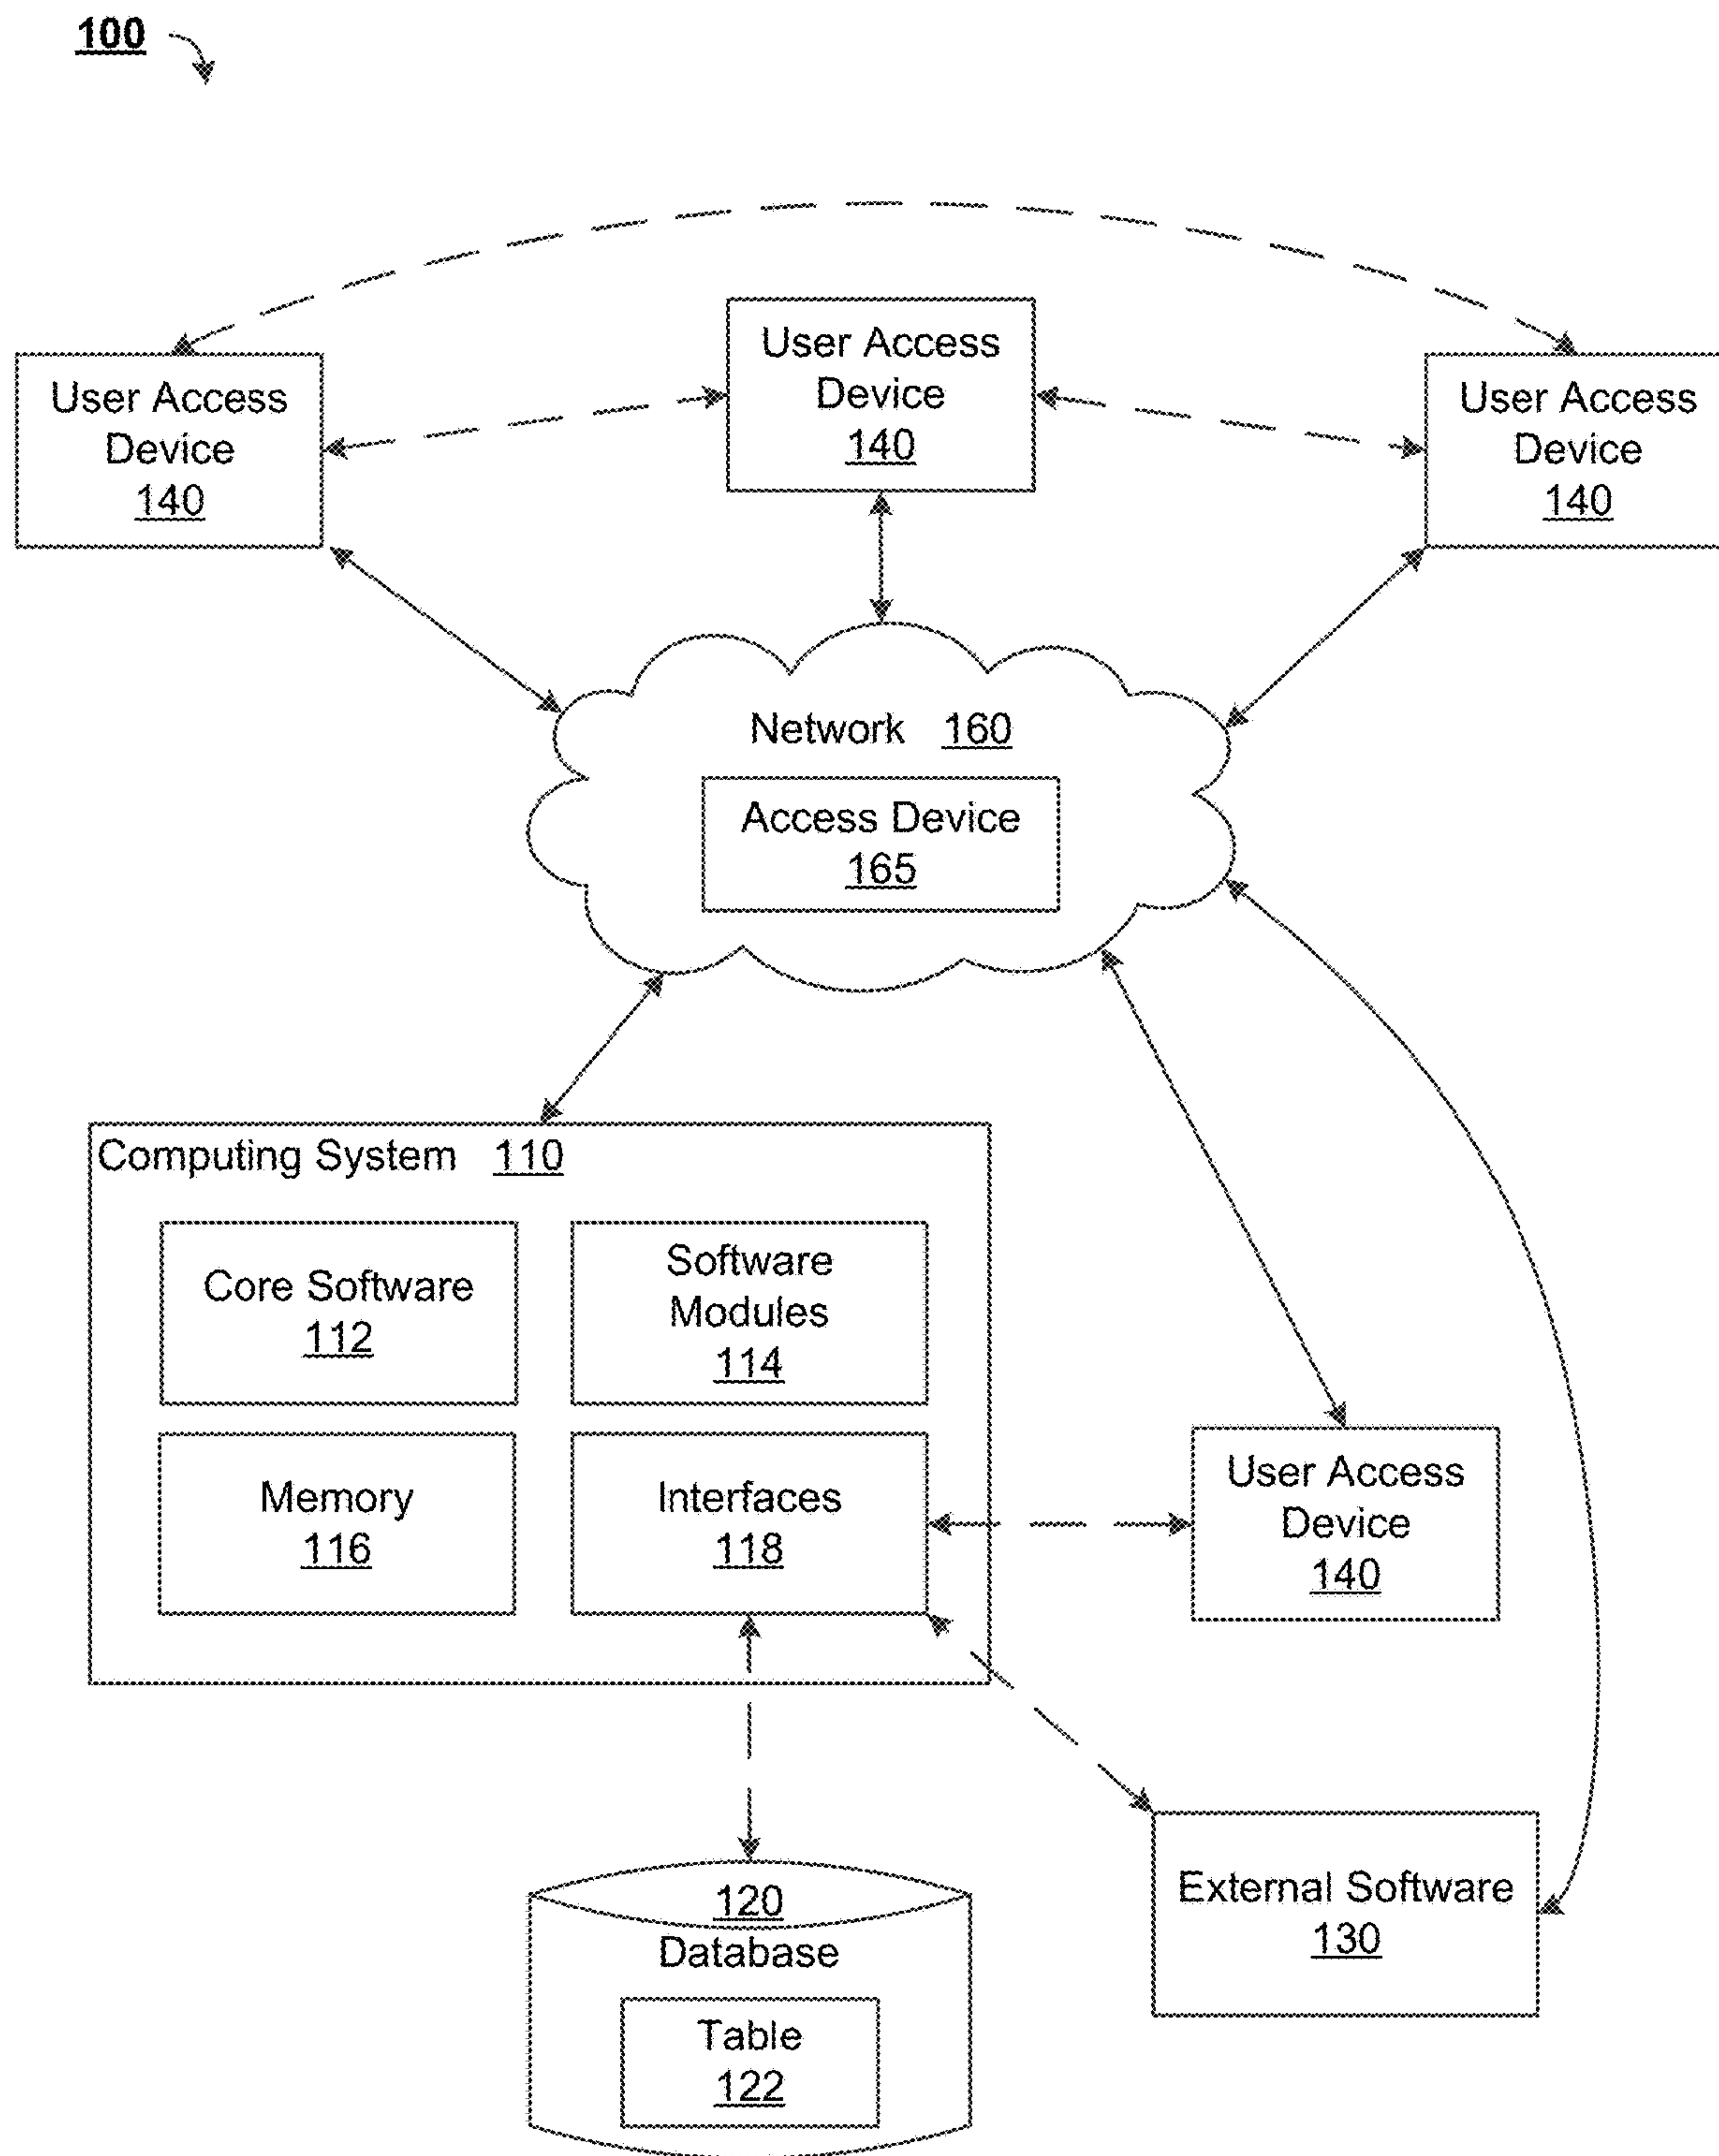 100
User Access
Device
140
User Access
Device
140
User Access
Device
140
Network 160
Access Device
165
Computing System 110
Core Software
112
Software
Modules
114
Memory
116
Interfaces
118
User Access
Device
140
120
Database
Table
122
External Software
130